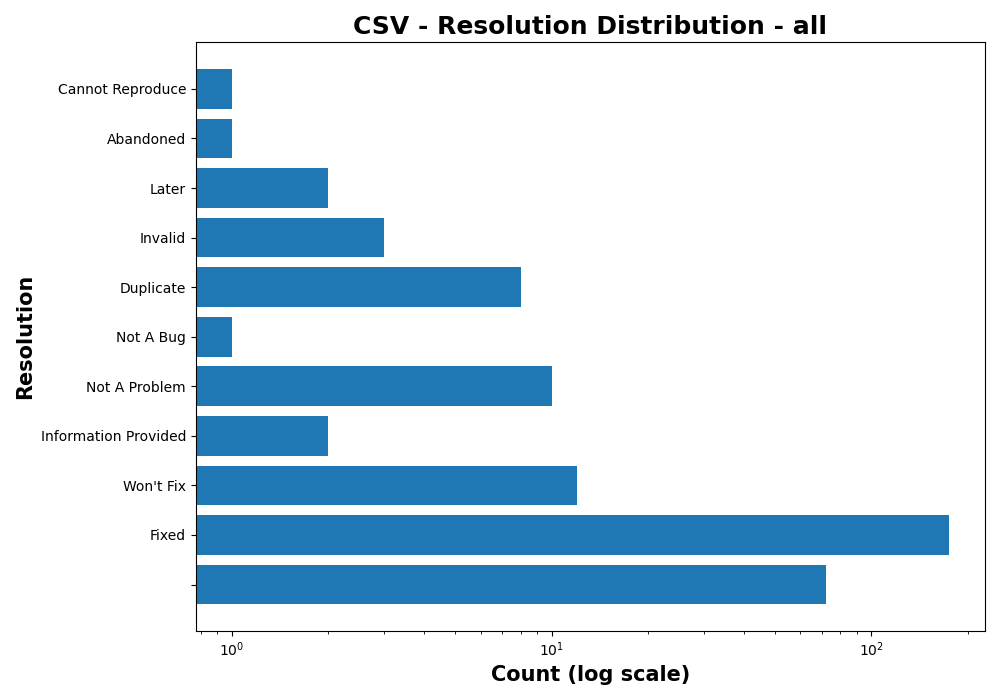 CSV - Resolution Distribution - all
Cannot Reproduce
Abandoned
Later
Invalid
Duplicate
Not A Bug
Not A Problem
Information Provided
Won't Fix
Fixed
Resolution
10⁰ 10¹ 10²
Count (log scale)